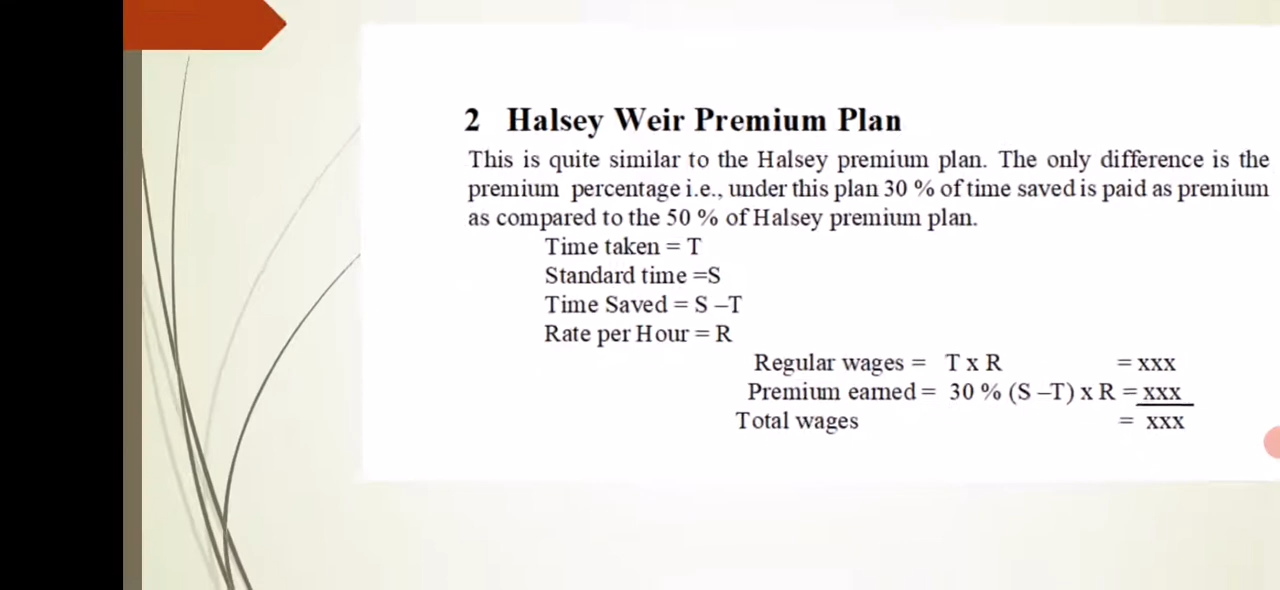 2 Halsey Weir Premium Plan
This is quite similar to the Halsey premium plan. The only difference is the
premium percentage i.e., under this plan 30 % of time saved is paid as premium
as compared to the 50 % of Halsey premium plan.
Time taken = T
Standard time =S
Time Saved = S –T
Rate per Hour = R
Regular wages = T x R = xxx
Premium earned = 30 % (S –T) x R = xxx
Total wages = xxx